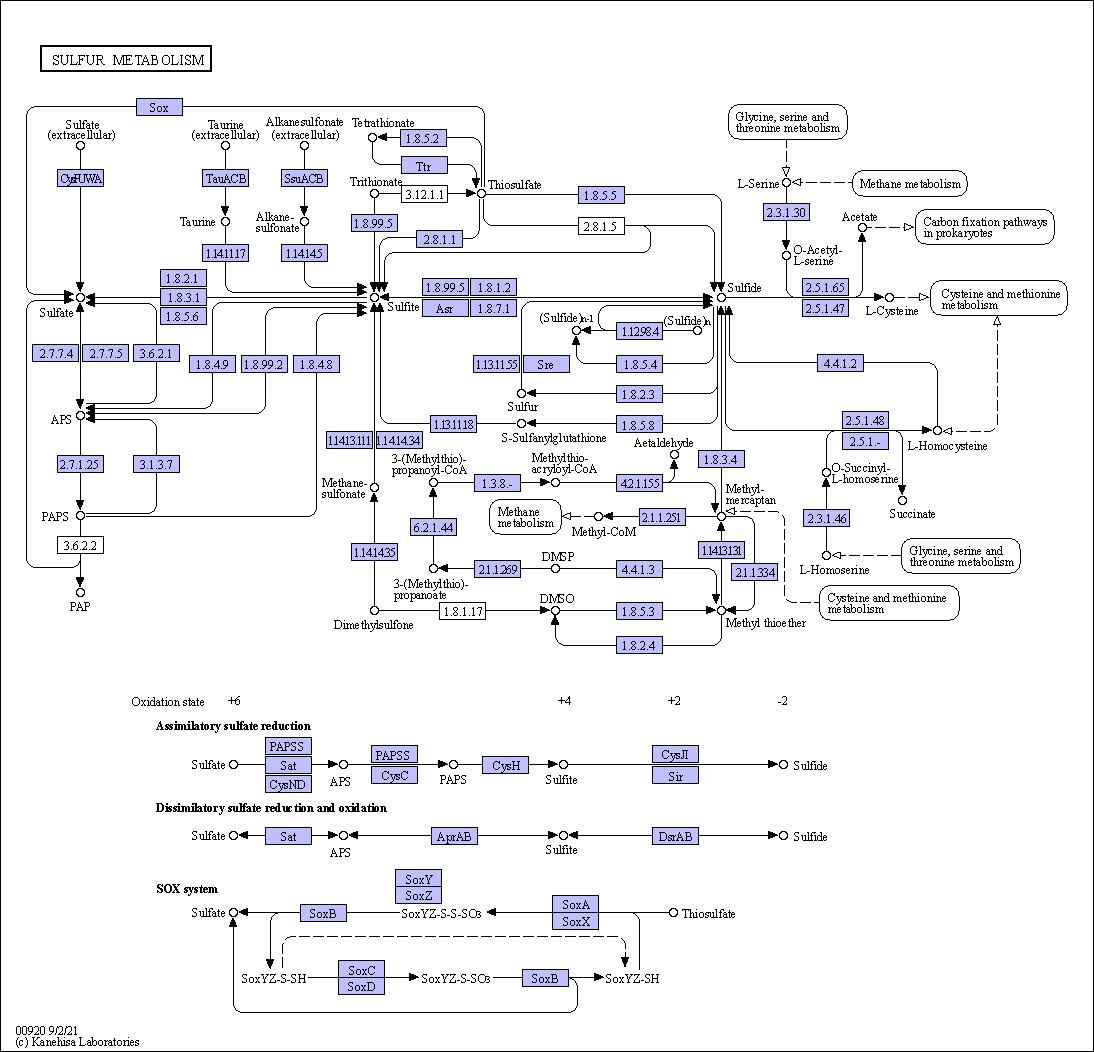 SULFUR METABOLISM
Sox
Sulfate
(extracellular)
Taurine
(extracellular)
Alkanesulfonate
(extracellular)
Tetrathionate
1.8.5.2
Ttr
CysUWA
TauACB
SsuACB
Trithionate
3.12.1.1
Thiosulfate
1.8.5.5
Glycine, serine and
threonine metabolism
L-Serine
Methane metabolism
Taurine
Alkane-
sulfonate
1.8.99.5
2.8.1.1
2.8.1.5
2.3.1.30
Acetate
Carbon fixation pathways
in prokaryotes
1.14.11.17
1.14.14.5
O-Acetyl-
L-serine
1.8.2.1
1.8.3.1
1.8.5.6
1.8.99.5
1.8.1.2
Asr
1.8.7.1
Sulfate
Sulfite
Sulfide
2.5.1.65
2.5.1.47
L-Cysteine
Cysteine and methionine
metabolism
(Sulfide)n-1
1.12.98.4
(Sulfide)n
2.7.7.4
2.7.7.5
3.6.2.1
1.8.4.9
1.8.99.2
1.8.4.8
1.13.11.55
Sre
1.8.5.4
4.4.1.2
1.8.2.3
Sulfur
APS
1.13.11.18
S-Sulfanylglutathione
1.8.5.8
2.5.1.48
2.5.1.-
L-Homocysteine
1.14.13.111
1.14.14.34
Aetaldehyde
2.7.1.25
3.1.3.7
3-(Methylthio)-
propanoyl-CoA
Methylthio-
acryloyl-CoA
1.8.3.4
O-Succinyl-
L-homoserine
1.3.8.-
4.2.1.155
Methane-
sulfonate
Methyl-
mercaptan
Succinate
PAPS
Methane
metabolism
Methyl-CoM
2.1.1.251
2.3.1.46
6.2.1.44
3.6.2.2
1.14.14.35
1.14.13.131
L-Homoserine
Glycine, serine and
threonine metabolism
DMSP
2.1.1.269
4.4.1.3
2.1.1.334
3-(Methylthio)-
propanoate
PAP
DMSO
Cysteine and methionine
metabolism
Dimethylsulfone
1.8.1.17
1.8.5.3
Methyl thioether
1.8.2.4
Oxidation state +6 +4 +2 -2
Assimilatory sulfate reduction
PAPSS
PAPSS
CysJI
Sulfate
Sat
CysH
Sulfide
CysND
APS
CysC
PAPS
Sulfite
Sir
Dissimilatory sulfate reduction and oxidation
Sulfate
Sat
AprAB
DsrAB
Sulfide
APS
Sulfite
SOX system
SoxY
SoxZ
Sulfate
SoxB
SoxYZ-S-S-SO3
SoxA
SoxX
Thiosulfate
SoxYZ-S-SH
SoxC
SoxD
SoxYZ-S-SO3
SoxB
SoxYZ-SH
00920 9/2/21
(c) Kanehisa Laboratories